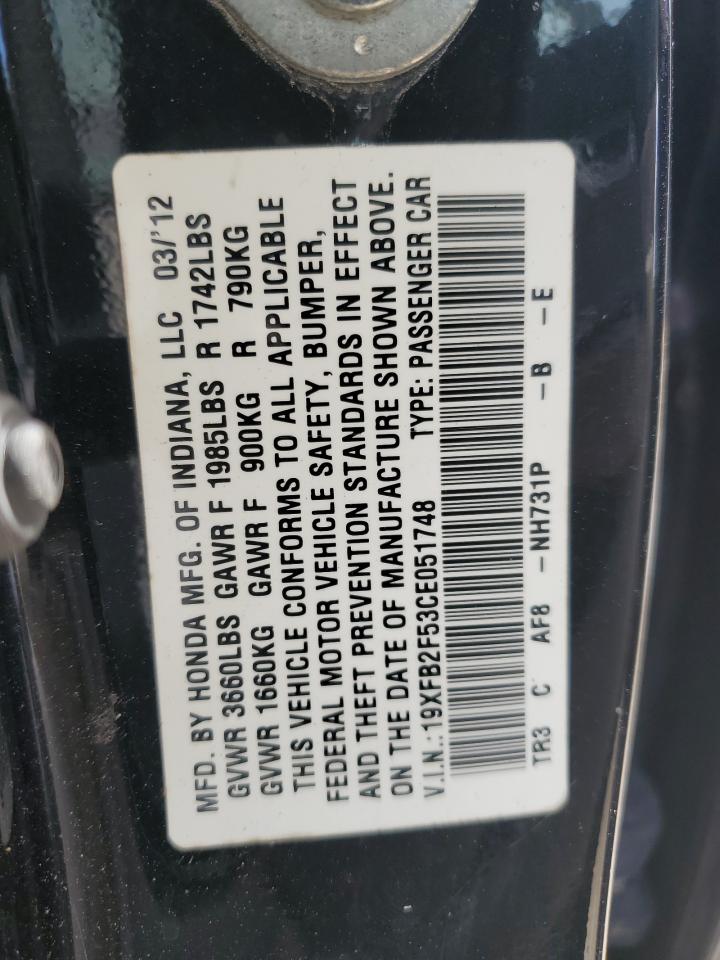 MFD. BY HONDA MFG. OF INDIANA, LLC 03/'12
GVWR 3660LBS GAWR F 1985LBS R 1742LBS
GVWR 1660KG GAWR F 900KG R 790KG
THIS VEHICLE CONFORMS TO ALL APPLICABLE
FEDERAL MOTOR VEHICLE SAFETY, BUMPER,
AND THEFT PREVENTION STANDARDS IN EFFECT
ON THE DATE OF MANUFACTURE SHOWN ABOVE.
V.I.N.:19XFB2F53CE051748 TYPE: PASSENGER CAR
TR3 C AF8 -NH731P -B -E